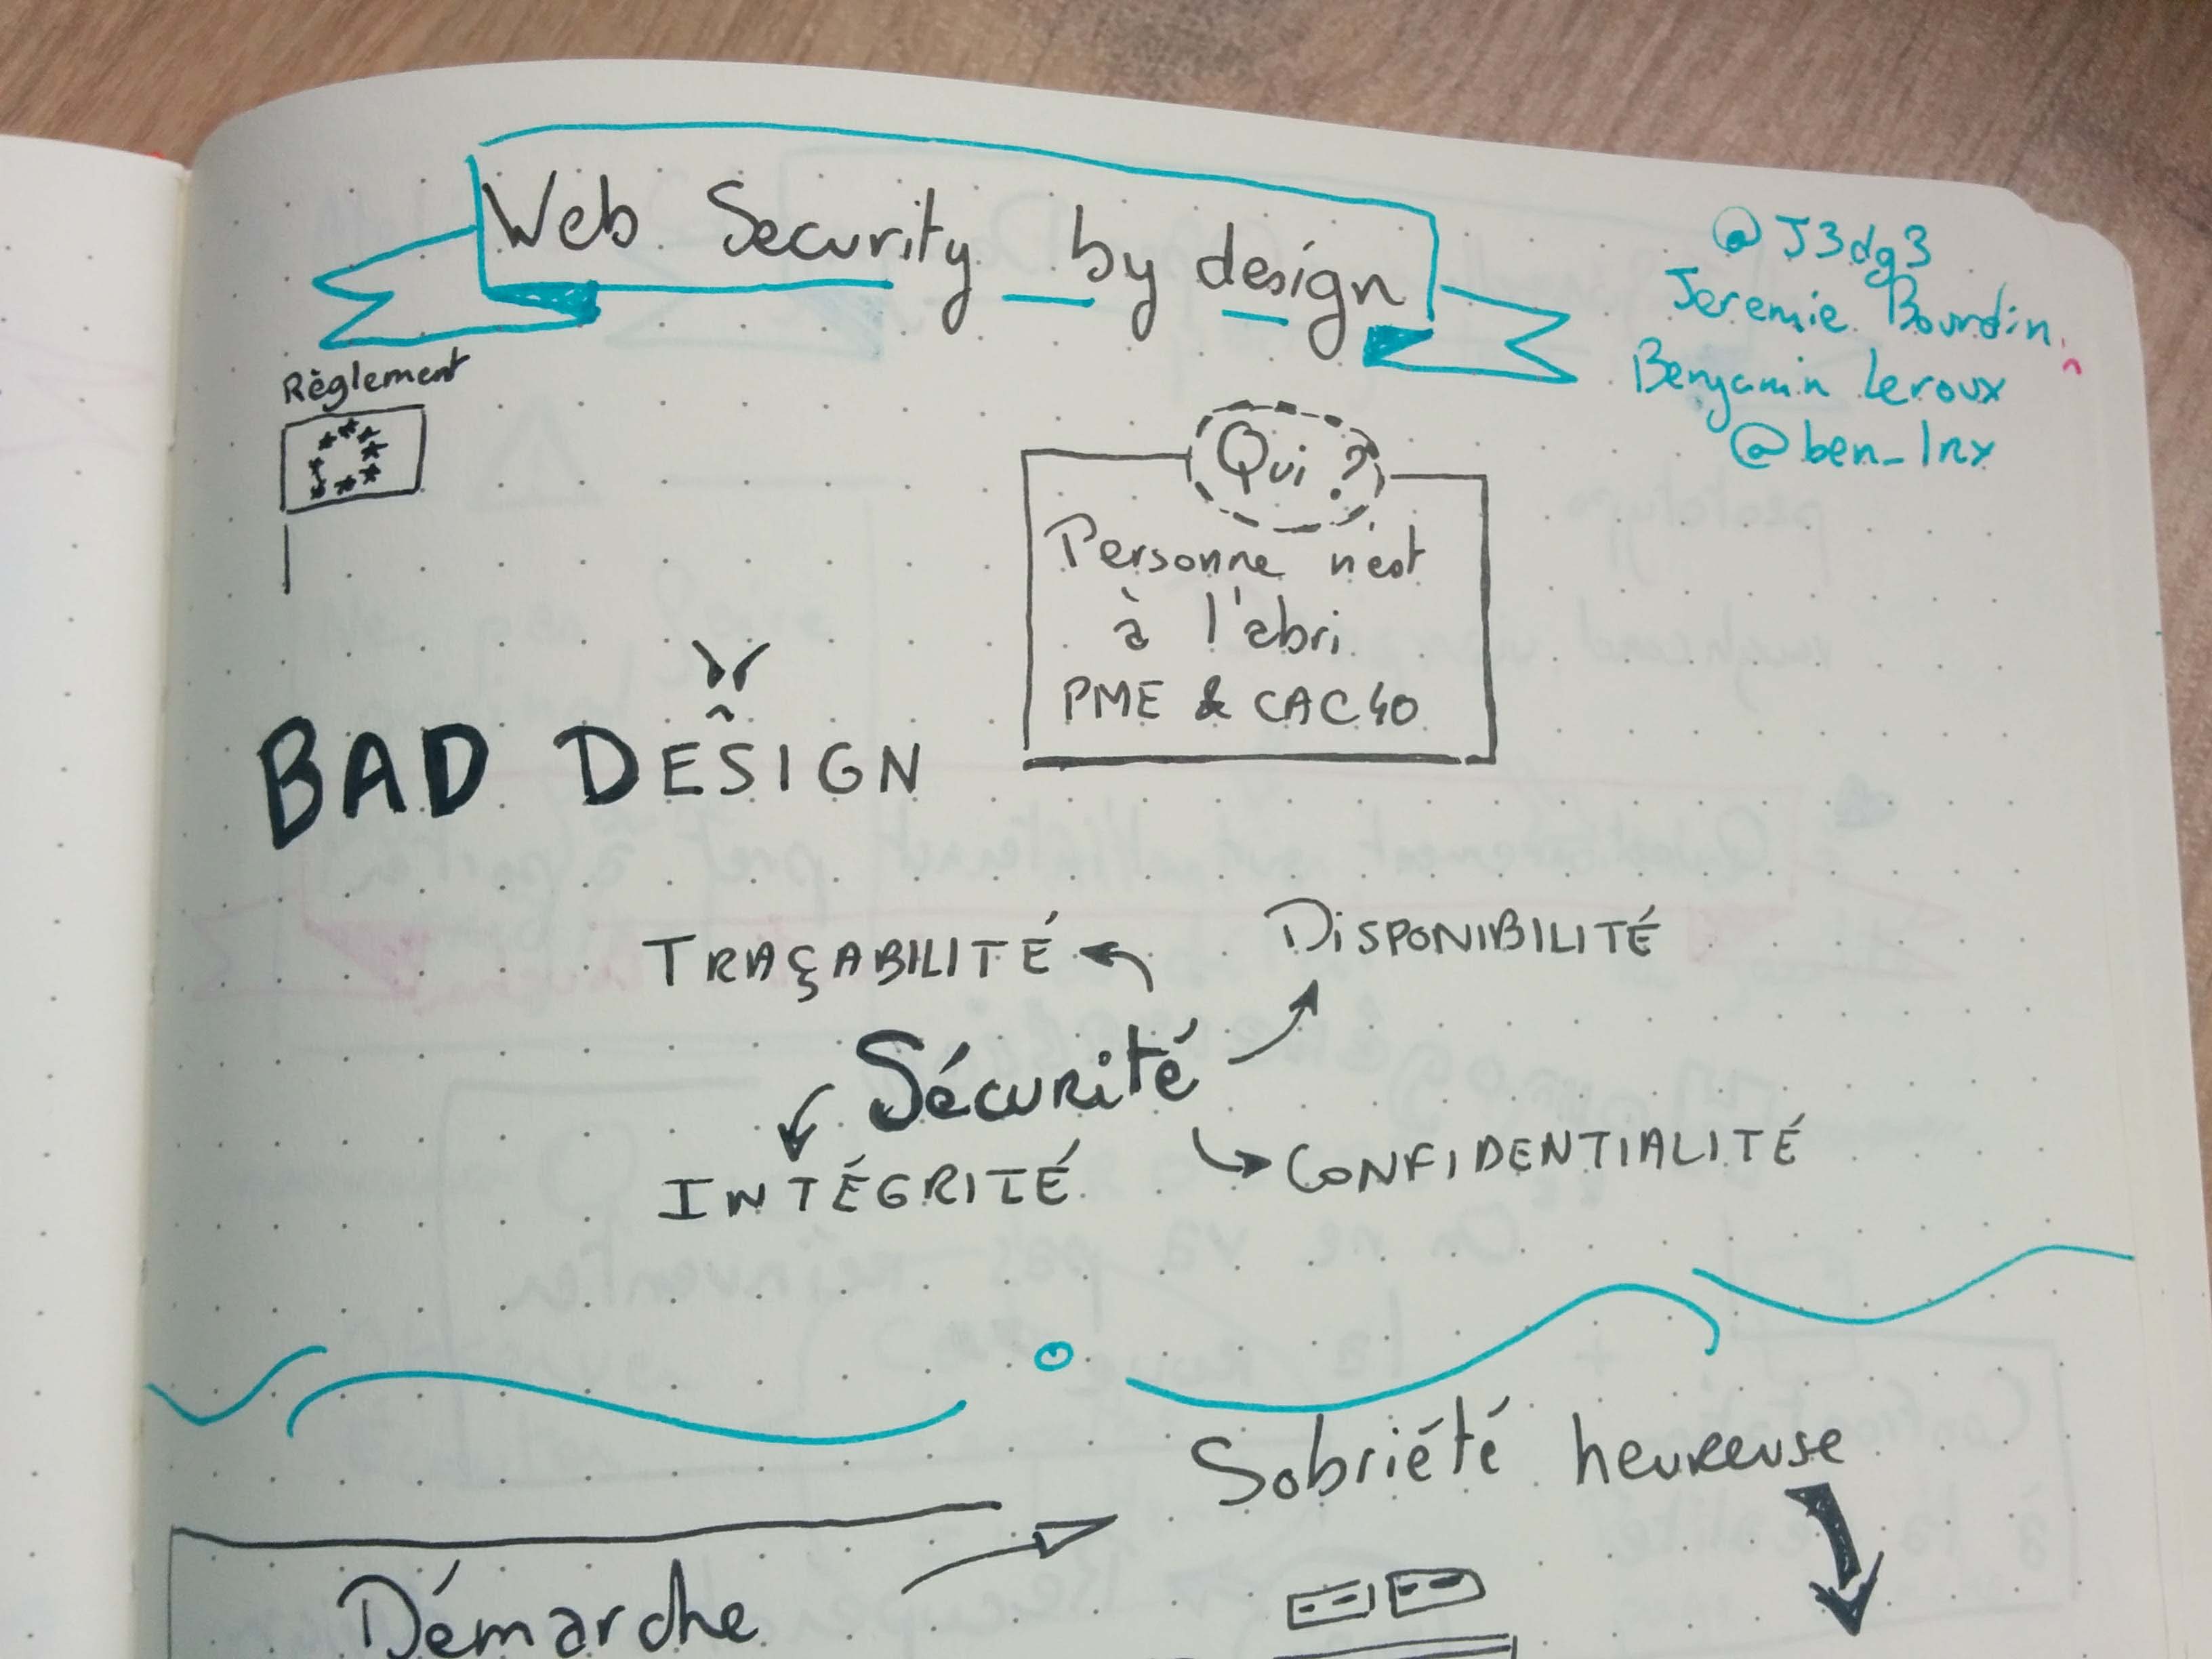 Web Security by design
@J3dg3
Jeremie Bourdin
Benjamin Leroux
@ben_lrx
Règlement
Qui ?
Personne n'est
à l'abri
PME & CAC40
BAD DESIGN
TRAÇABILITÉ
DISPONIBILITÉ
Sécurité
INTÉGRITÉ
CONFIDENTIALITÉ
Sobriété heureuse
Démarche